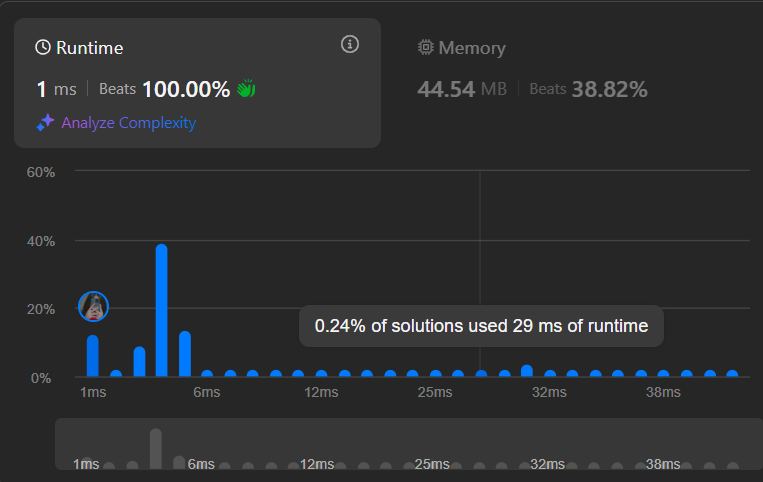 Runtime
Memory
1 ms Beats 100.00%
44.54 MB Beats 38.82%
Analyze Complexity
60%
40%
20%
0.24% of solutions used 29 ms of runtime
0%
1ms 6ms 12ms 25ms 32ms 38ms
1ms 6ms 12ms 25ms 32ms 38ms